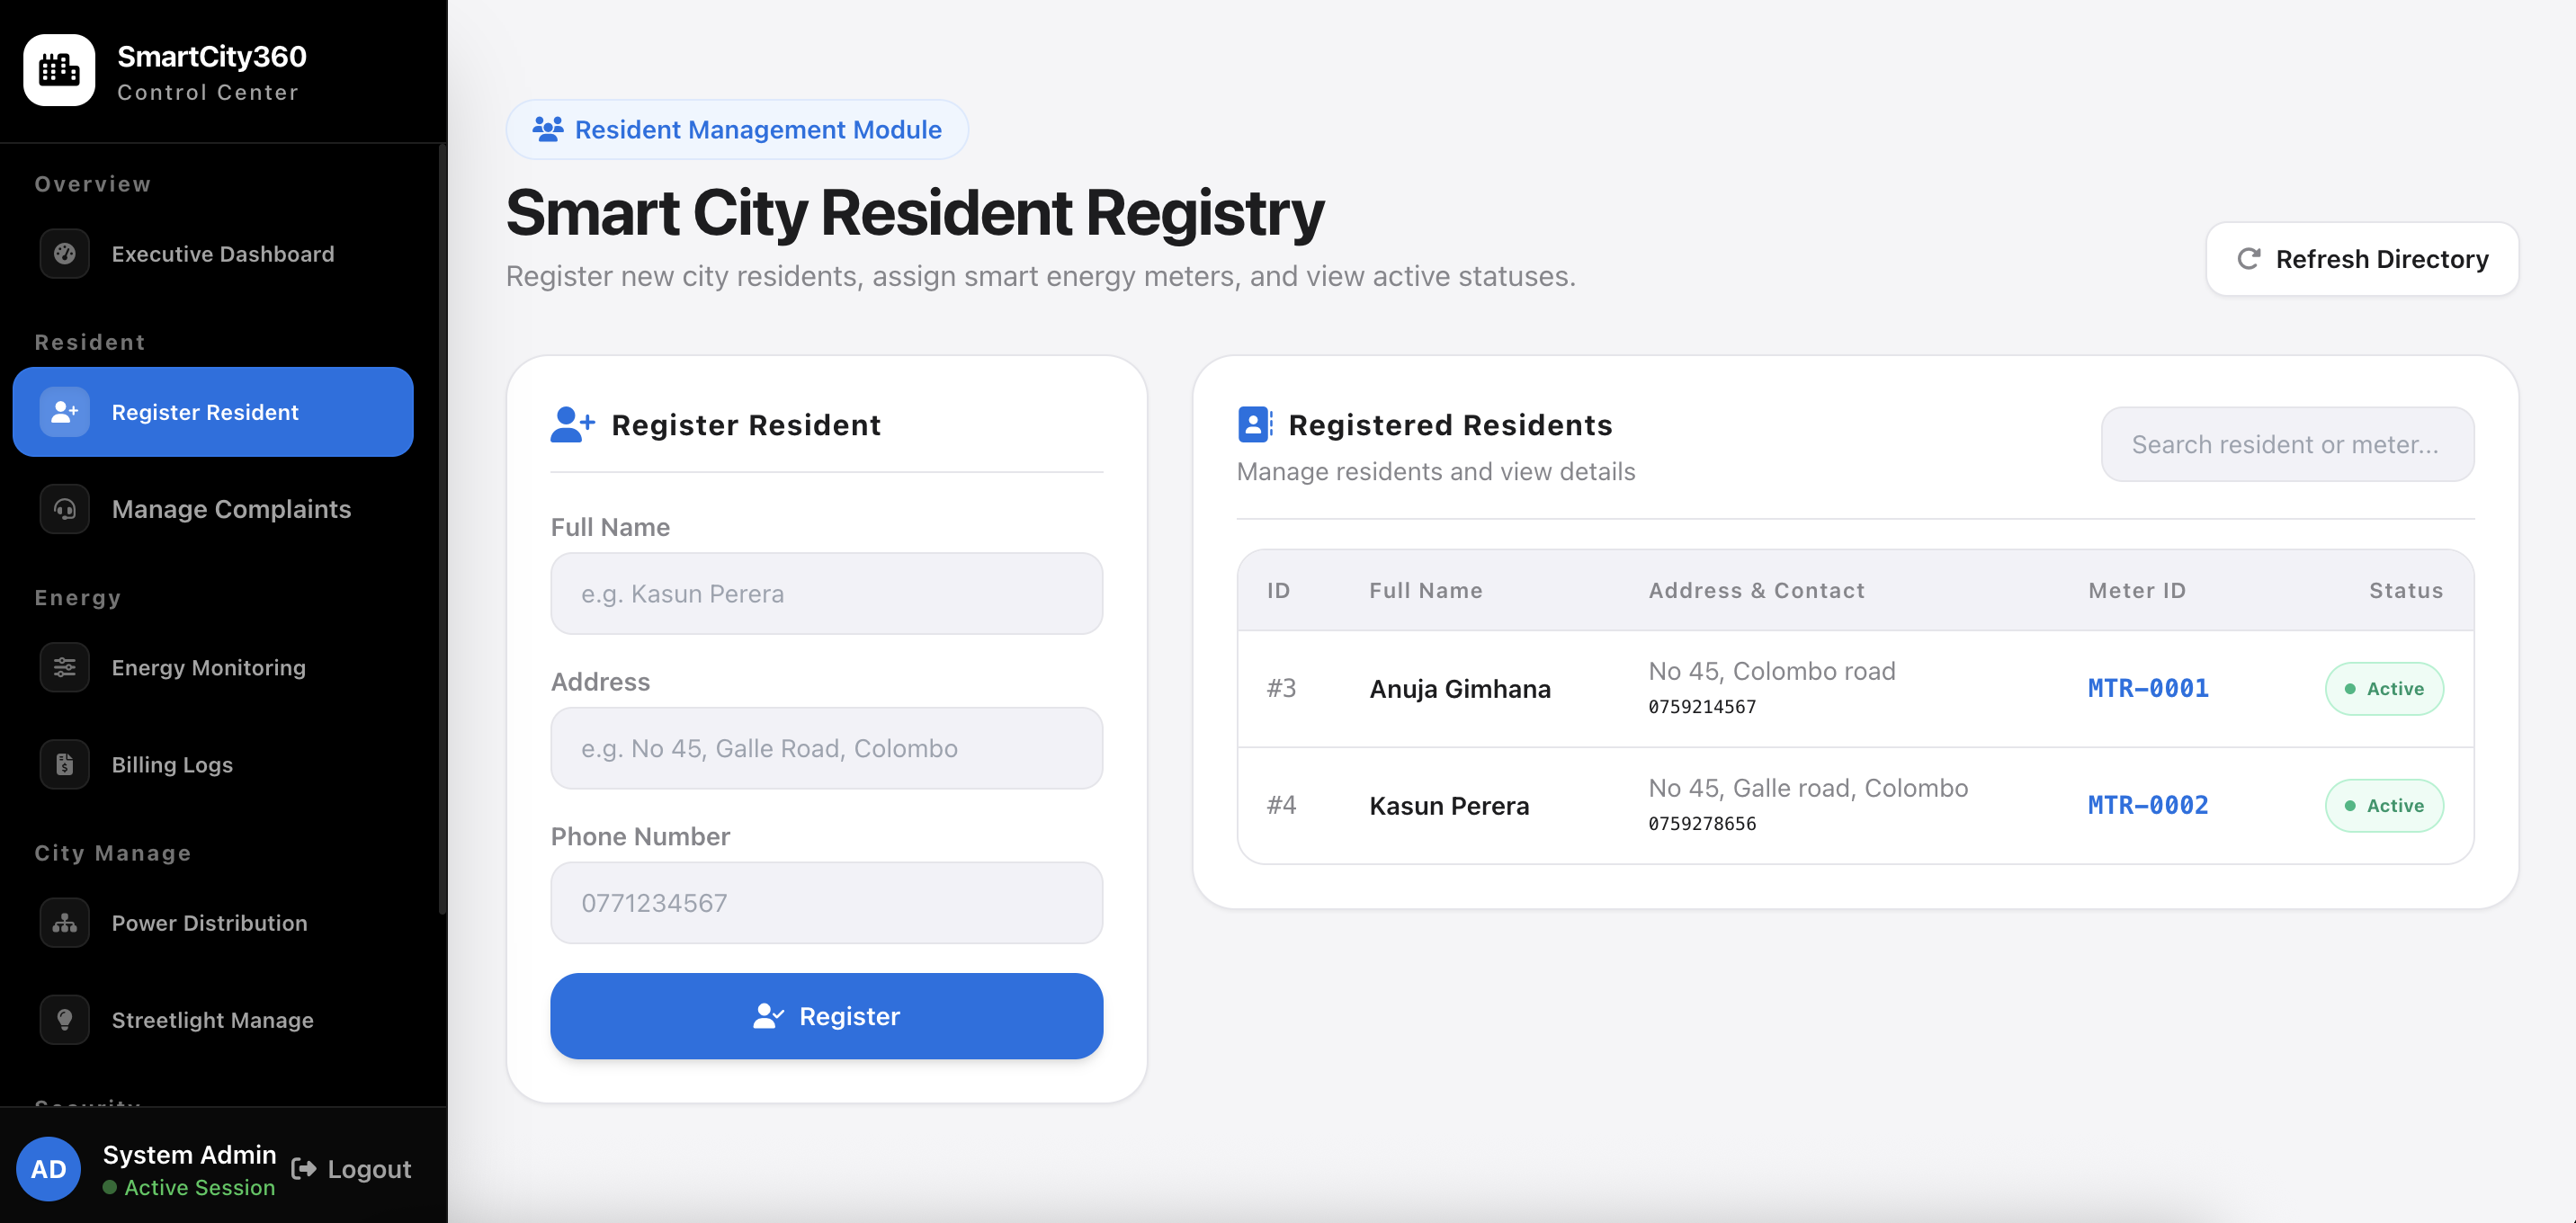 SmartCity360
Control Center
Overview
Executive Dashboard
Resident
Register Resident
Manage Complaints
Energy
Energy Monitoring
Billing Logs
City Manage
Power Distribution
Streetlight Manage
Security
AD
System Admin
Active Session
Logout
Resident Management Module
Smart City Resident Registry
Register new city residents, assign smart energy meters, and view active statuses.
Refresh Directory
Register Resident
Full Name
e.g. Kasun Perera
Address
e.g. No 45, Galle Road, Colombo
Phone Number
0771234567
Register
Registered Residents
Manage residents and view details
Search resident or meter...
ID Full Name Address & Contact Meter ID Status
#3 Anuja Gimhana No 45, Colombo road MTR-0001 Active
0759214567
#4 Kasun Perera No 45, Galle road, Colombo MTR-0002 Active
0759278656